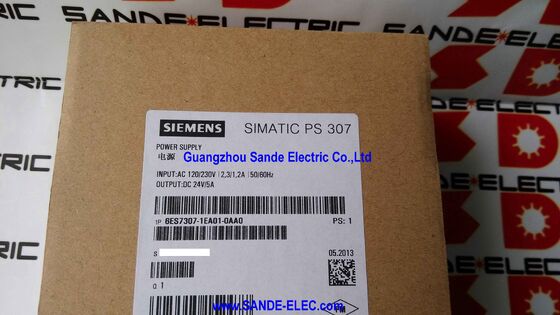 SANDE ELECTRIC
SANDE-ELEC
SIEMENS SIMATIC PS 307
POWER SUPPLY
电源
Guangzhou Sande Electric Co.,Ltd
INPUT:AC 120/230V | 2,3/1,2A | 50/60Hz
OUTPUT:DC 24V/5A
1P 6ES7307-1EA01-0AA0 PS: 1
S 05.2013
Q 1
www.SANDE-ELEC.com